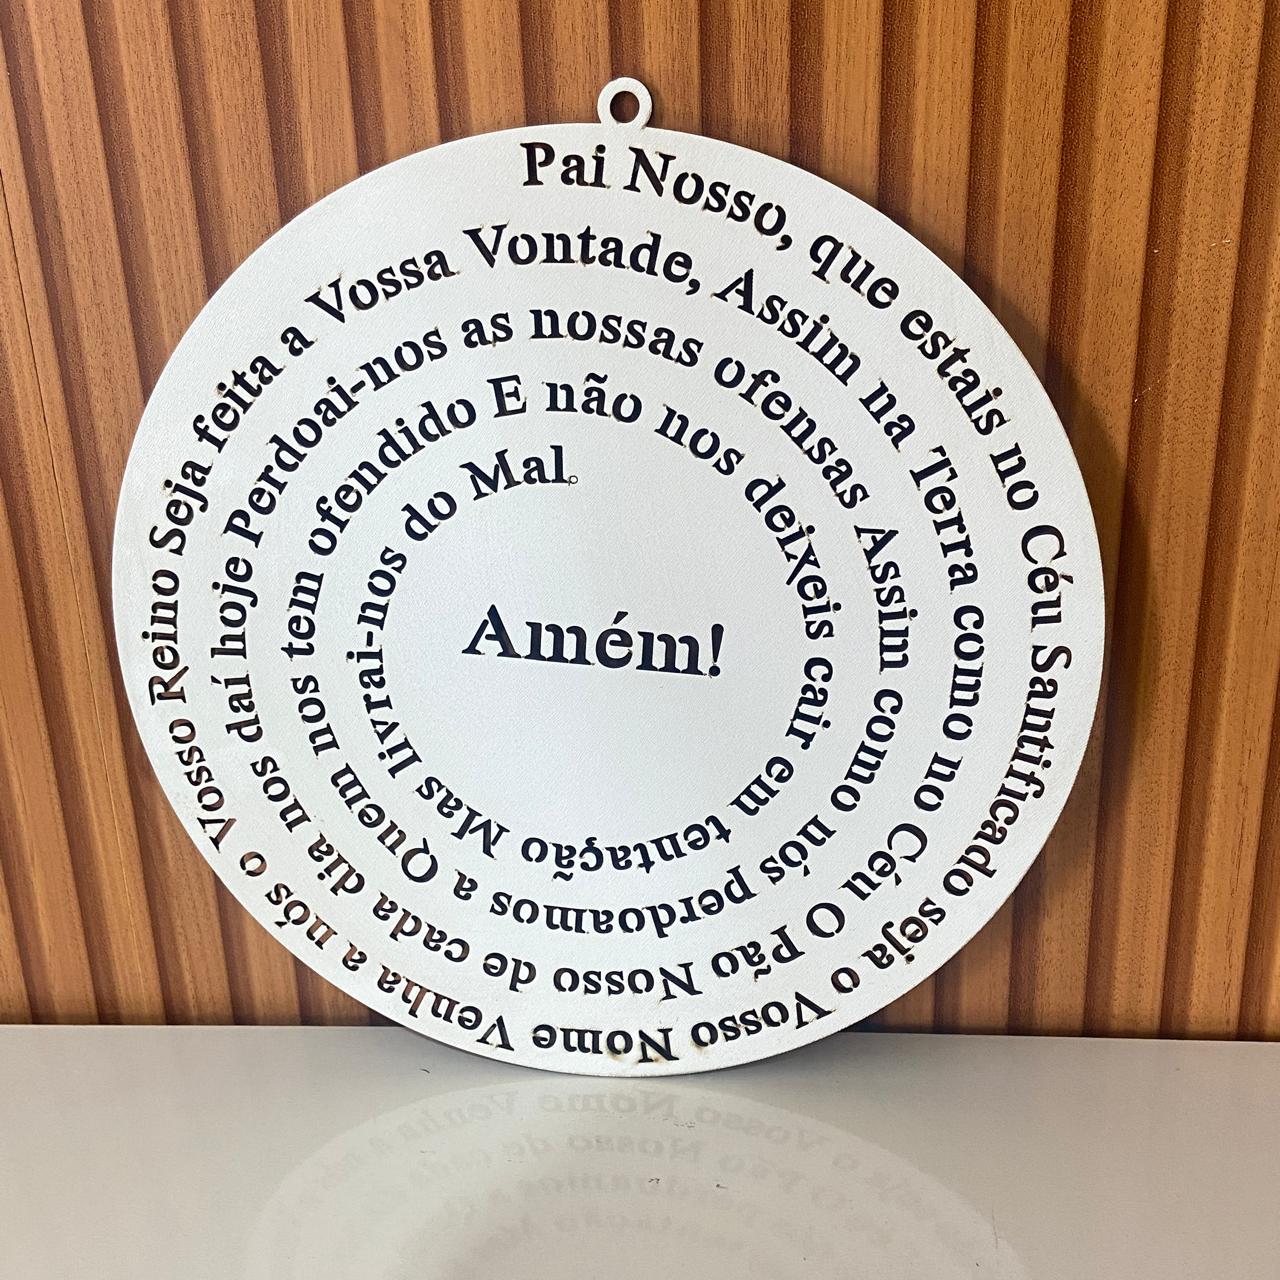 Pai Nosso, que estais no Céu Santificado seja o Vosso Nome Venha a nós o Vosso Reino Seja feita a Vossa Vontade, Assim na Terra como no Céu O Pão Nosso de cada dia nos daí hoje Perdoai-nos as nossas ofensas Assim como nós perdoamos a Quem nos tem ofendido E não nos deixeis cair em tentação Mas livrai-nos do Mal.
Amém!